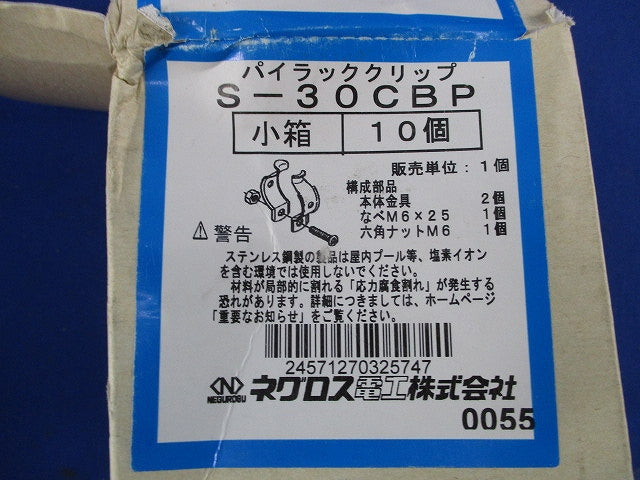 パイラッククリップ
S-30CBP
小箱 10個
販売単位:1個
構成部品
本体金具 2個
なべM6×25 1個
六角ナットM6 1個
⚠警告
ステンレス鋼製の製品は屋内プール等、塩素イオン
を含む環境では使用しないでください。
材料が局部的に割れる「応力腐食割れ」が発生する
恐れがあります。詳細につきましては、ホームページ
「重要なお知らせ」をご覧ください。
24571270325747
NEGUROSU ネグロス電工株式会社
0055